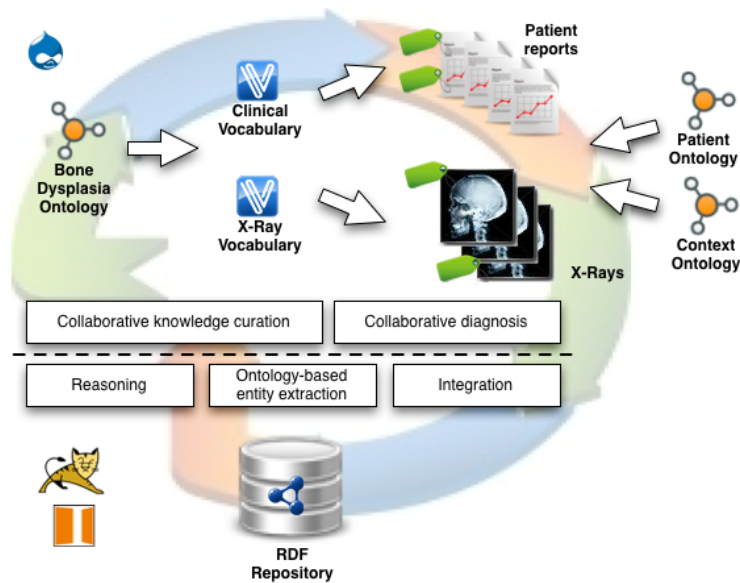 Patient
reports
Clinical
Vocabulary
Bone
Dysplasia
Ontology
Patient
Ontology
X-Ray
Vocabulary
Context
Ontology
X-Rays
Collaborative knowledge curation
Collaborative diagnosis
Reasoning
Ontology-based
entity extraction
Integration
RDF
Repository